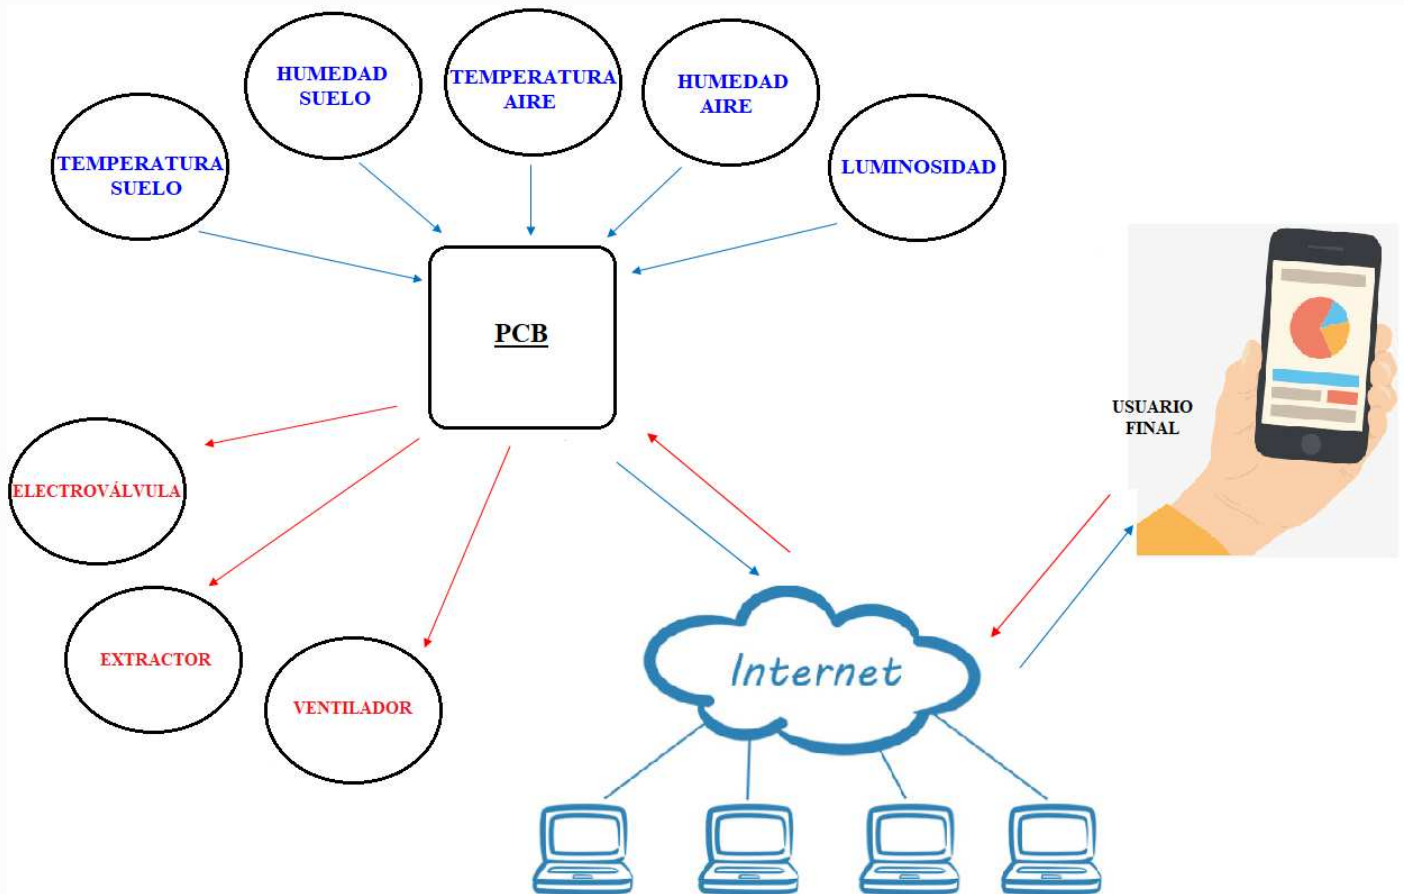 HUMEDAD
SUELO
TEMPERATURA
AIRE
HUMEDAD
AIRE
TEMPERATURA
SUELO
LUMINOSIDAD
PCB
USUARIO
FINAL
ELECTROVÁLVULA
EXTRACTOR
VENTILADOR
Internet